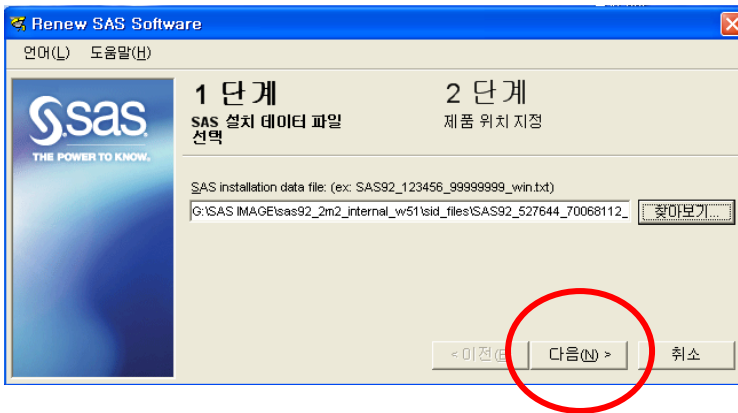 Renew SAS Software
언어(L) 도움말(H)
sas
THE POWER TO KNOW.
1 단계
SAS 설치 데이터 파일
선택
2 단계
제품 위치 지정
SAS installation data file: (ex: SAS92_123456_99999999_win.txt)
G:\SAS IMAGE\sas92_2m2_internal_w51\sid_files\SAS92_527644_70068112_
찾아보기...
< 이전(B
다음(N) >
취소